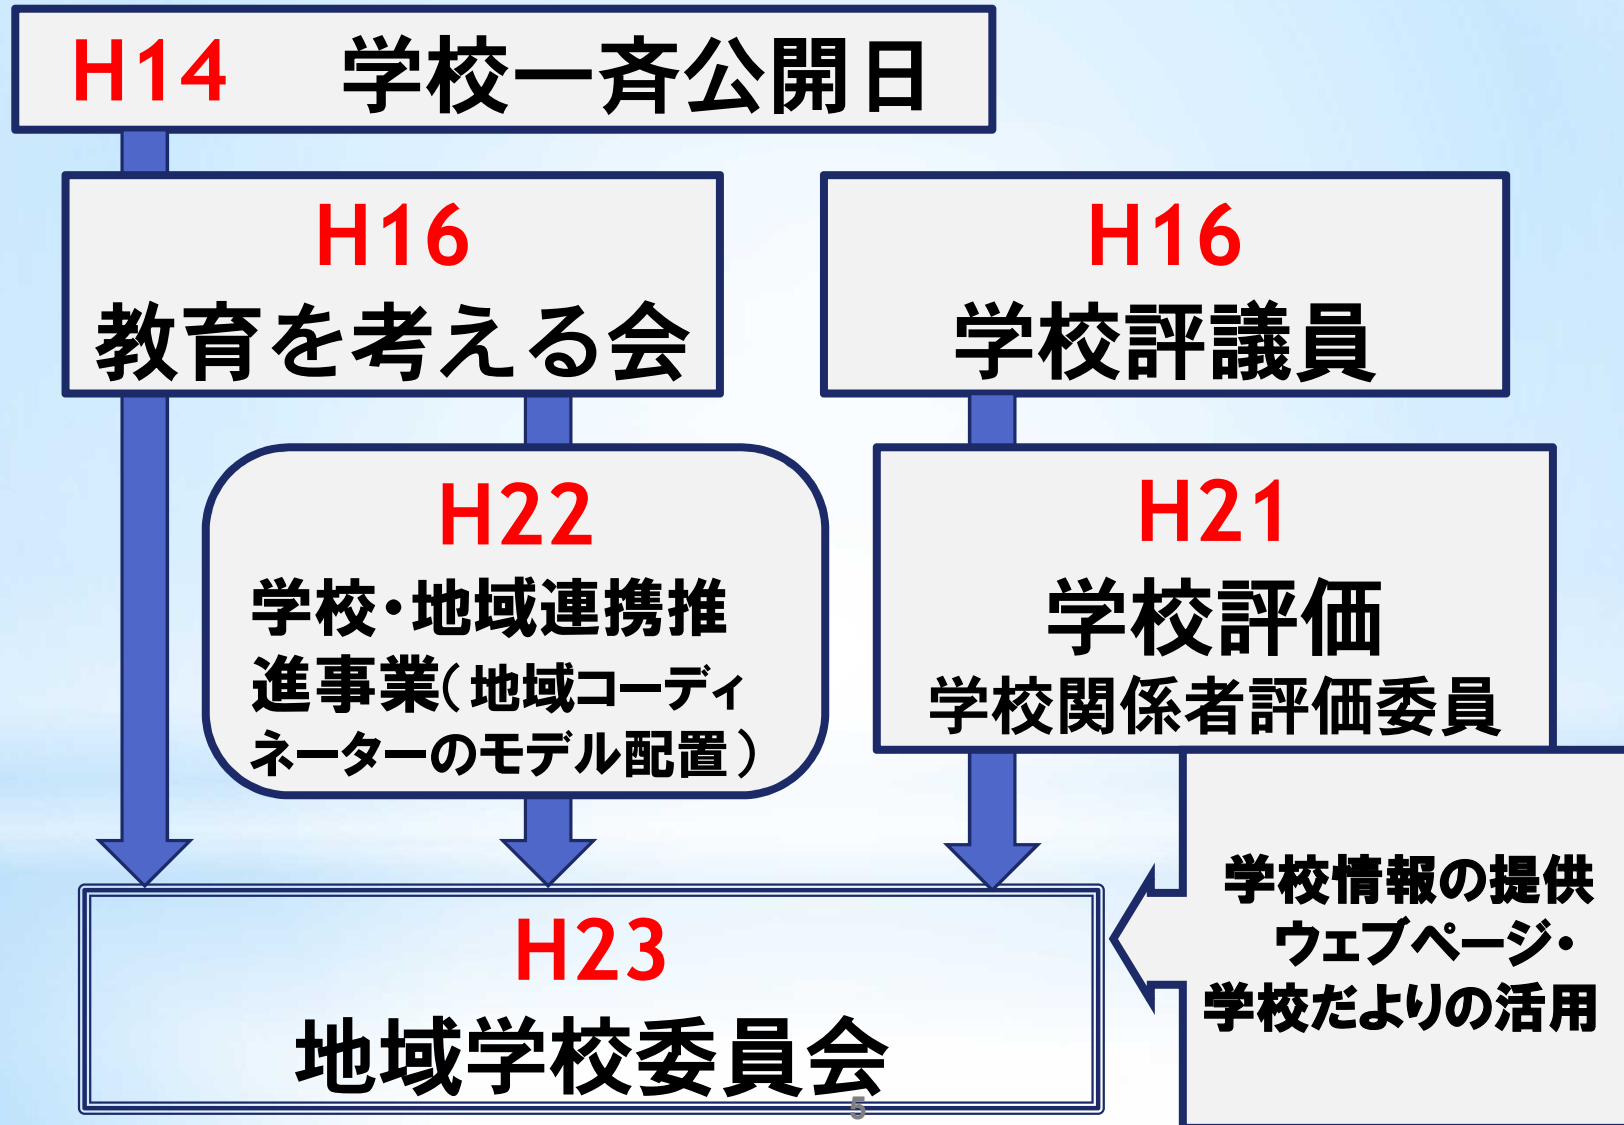 H14　学校一斉公開日
H16
教育を考える会
H16
学校評議員
H22
学校・地域連携推
進事業(地域コーディ
ネーターのモデル配置)
H21
学校評価
学校関係者評価委員
学校情報の提供
ウェブページ・
学校だよりの活用
H23
地域学校委員会
5